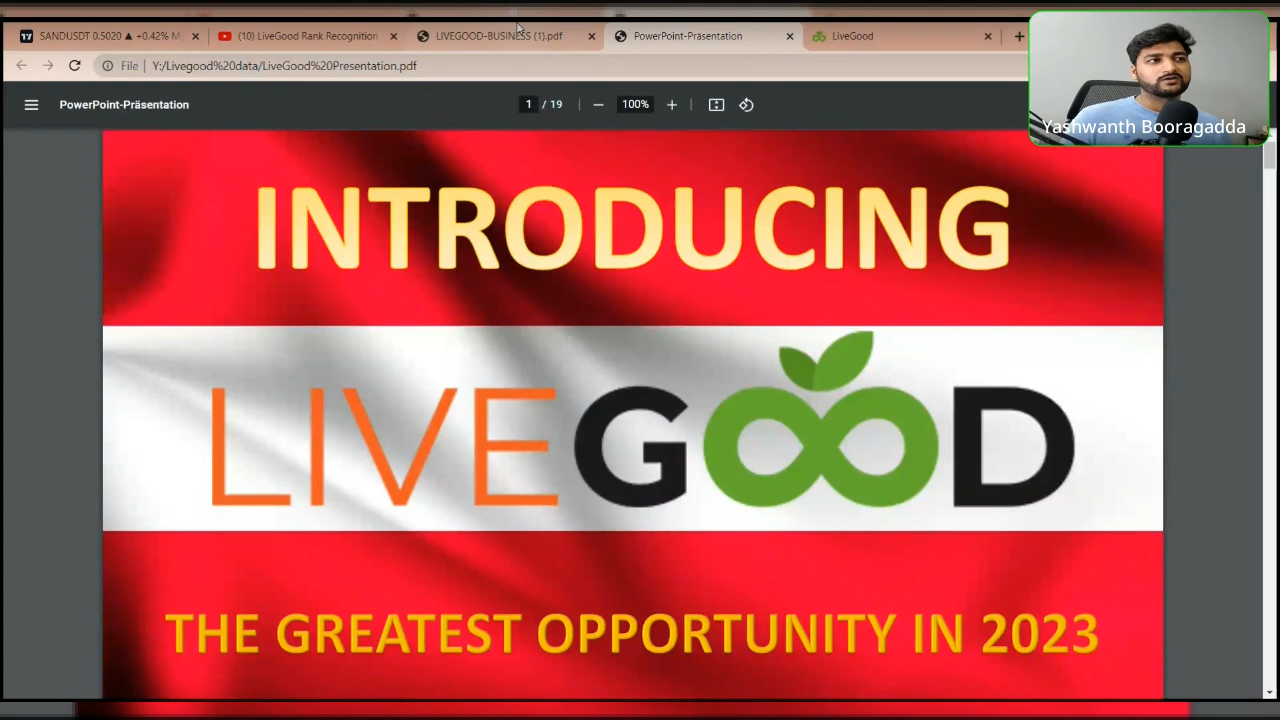 SANDUSDT 0.5020 ▲ +0.42%
(10) LiveGood Rank Recognition
LIVEGOOD-BUSINESS (1).pdf
PowerPoint-Präsentation
LiveGood
File | Y:/Livegood%20data/LiveGood%20Presentation.pdf
PowerPoint-Präsentation
1 / 19
100%
Yashwanth Booragadda
INTRODUCING
LIVEGOOD
THE GREATEST OPPORTUNITY IN 2023